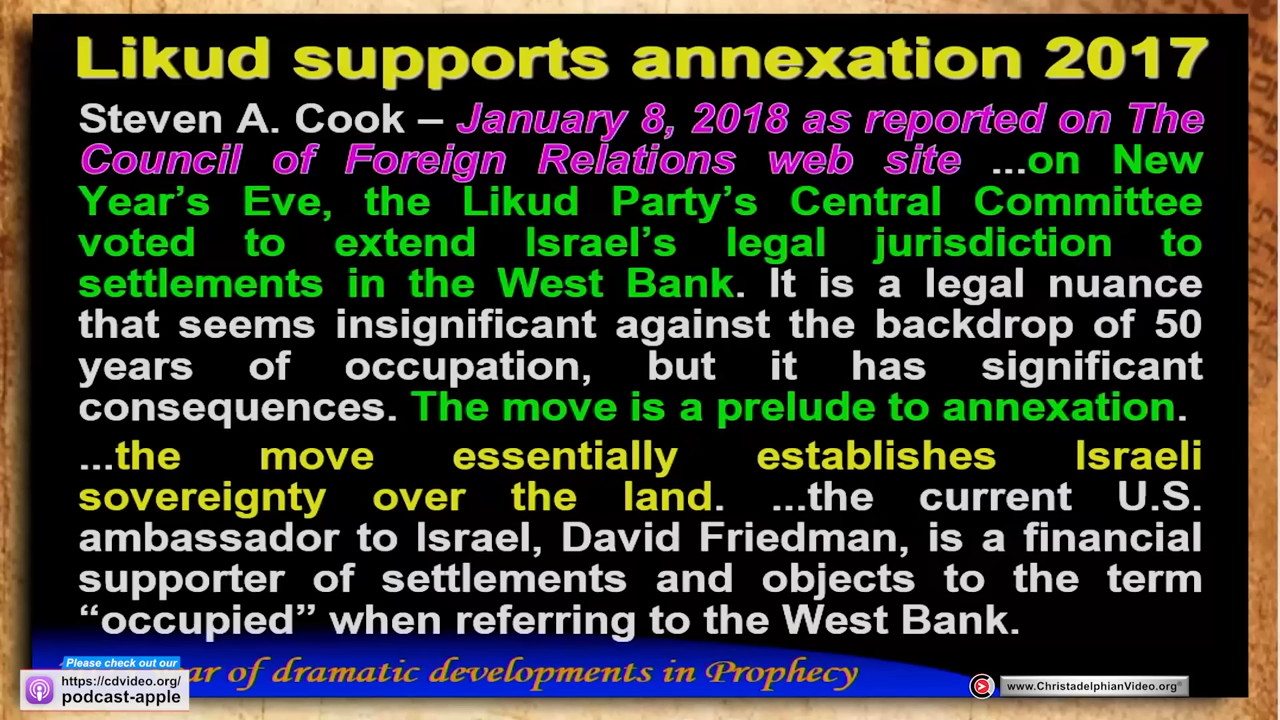 Likud supports annexation 2017
Steven A. Cook – January 8, 2018 as reported on The
Council of Foreign Relations web site ...on New
Year’s Eve, the Likud Party’s Central Committee
voted to extend Israel’s legal jurisdiction to
settlements in the West Bank. It is a legal nuance
that seems insignificant against the backdrop of 50
years of occupation, but it has significant
consequences. The move is a prelude to annexation.
...the move essentially establishes Israeli
sovereignty over the land. ...the current U.S.
ambassador to Israel, David Friedman, is a financial
supporter of settlements and objects to the term
“occupied” when referring to the West Bank.
of dramatic developments in Prophecy
Please check out our
https://cdvideo.org/
podcast-apple
www.ChristadelphianVideo.org